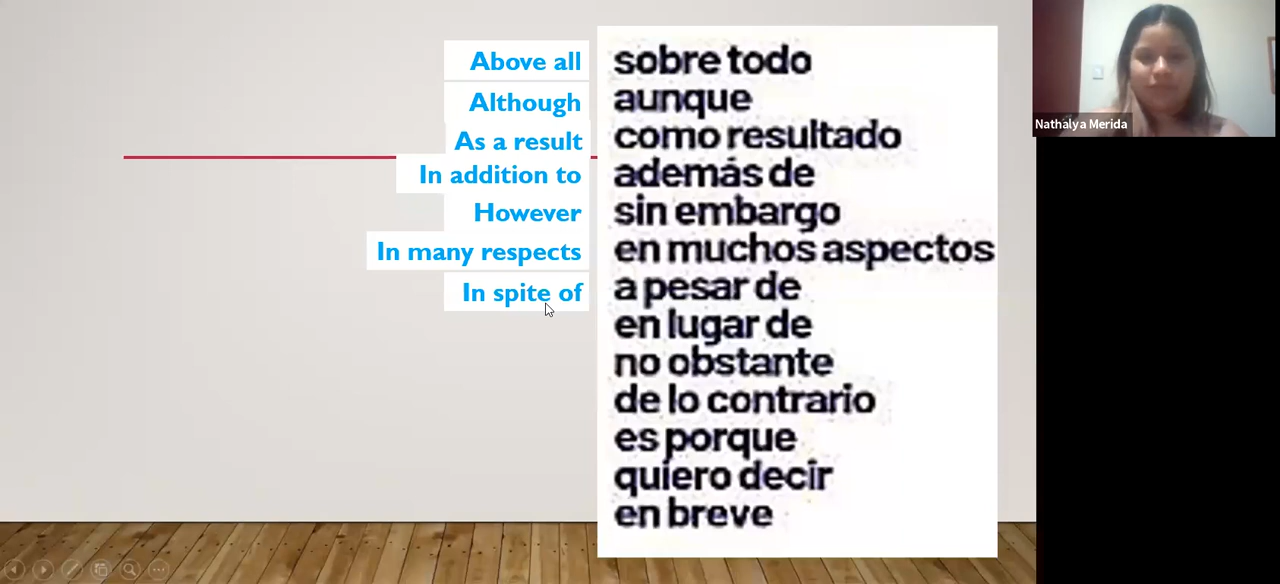 Above all
Although
As a result
In addition to
However
In many respects
In spite of
sobre todo
aunque
como resultado
además de
sin embargo
en muchos aspectos
a pesar de
en lugar de
no obstante
de lo contrario
es porque
quiero decir
en breve
Nathalya Merida